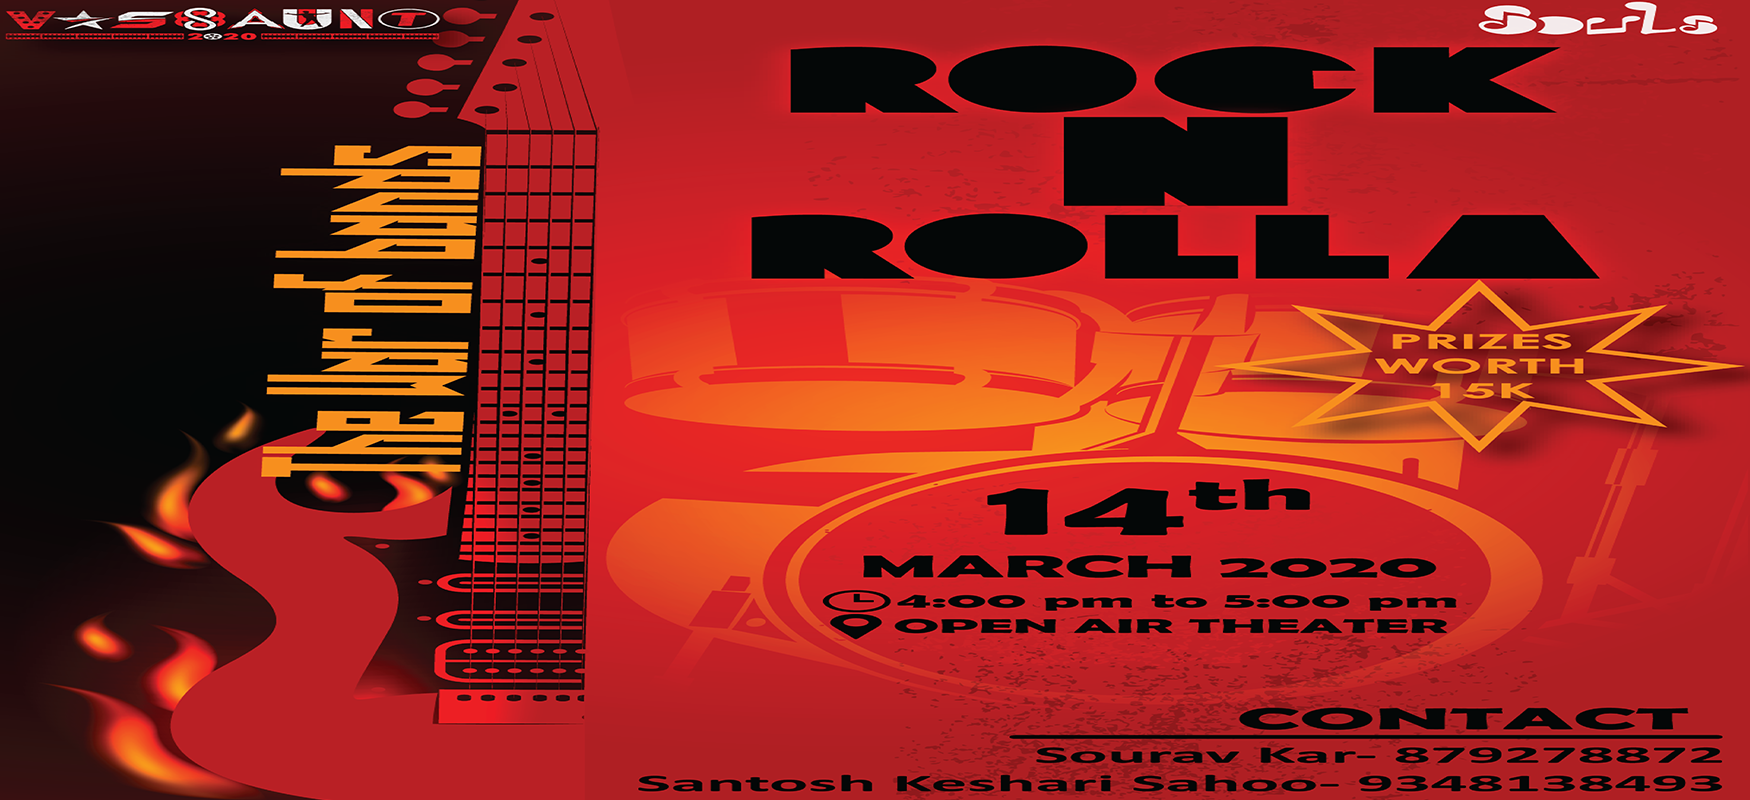 VASSAUNT
2020
Souls
The War of Bands
ROCK
N
ROLLA
PRIZES
WORTH
15K
14th
MARCH 2020
4:00 pm to 5:00 pm
OPEN AIR THEATER
CONTACT
Sourav Kar- 879278872
Santosh Keshari Sahoo- 9348138493